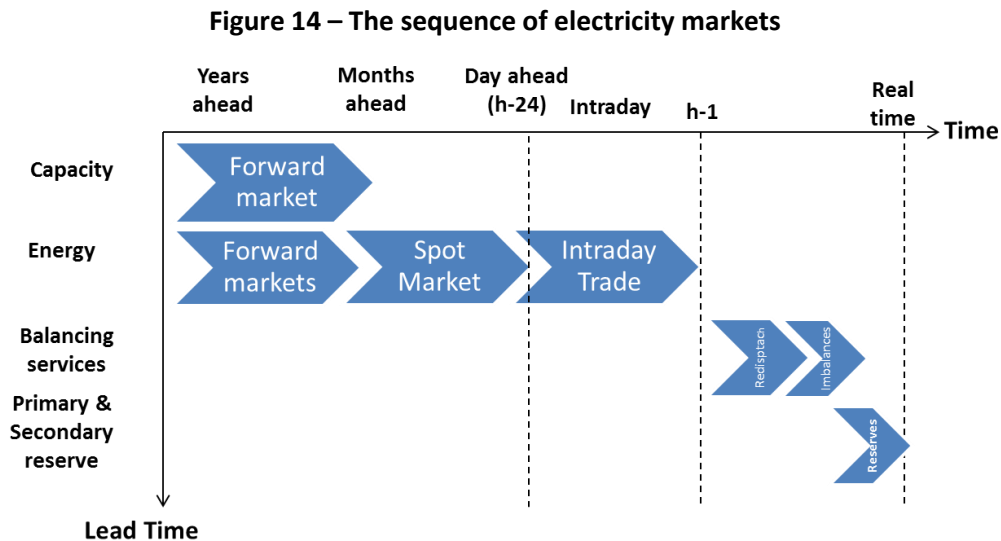 Figure 14 – The sequence of electricity markets
Years
ahead
Months
ahead
Day ahead
(h-24)
Intraday
h-1
Real
time
Time
Capacity
Forward
market
Energy
Forward
markets
Spot
Market
Intraday
Trade
Balancing
services
Redisptach
Imbalances
Primary &
Secondary
reserve
Reserves
Lead Time